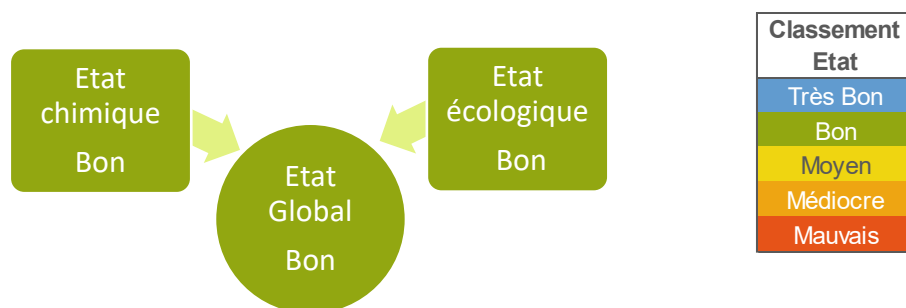 Etat
chimique
Bon
Etat
écologique
Bon
Etat
Global
Bon
Classement
Etat
Très Bon
Bon
Moyen
Médiocre
Mauvais